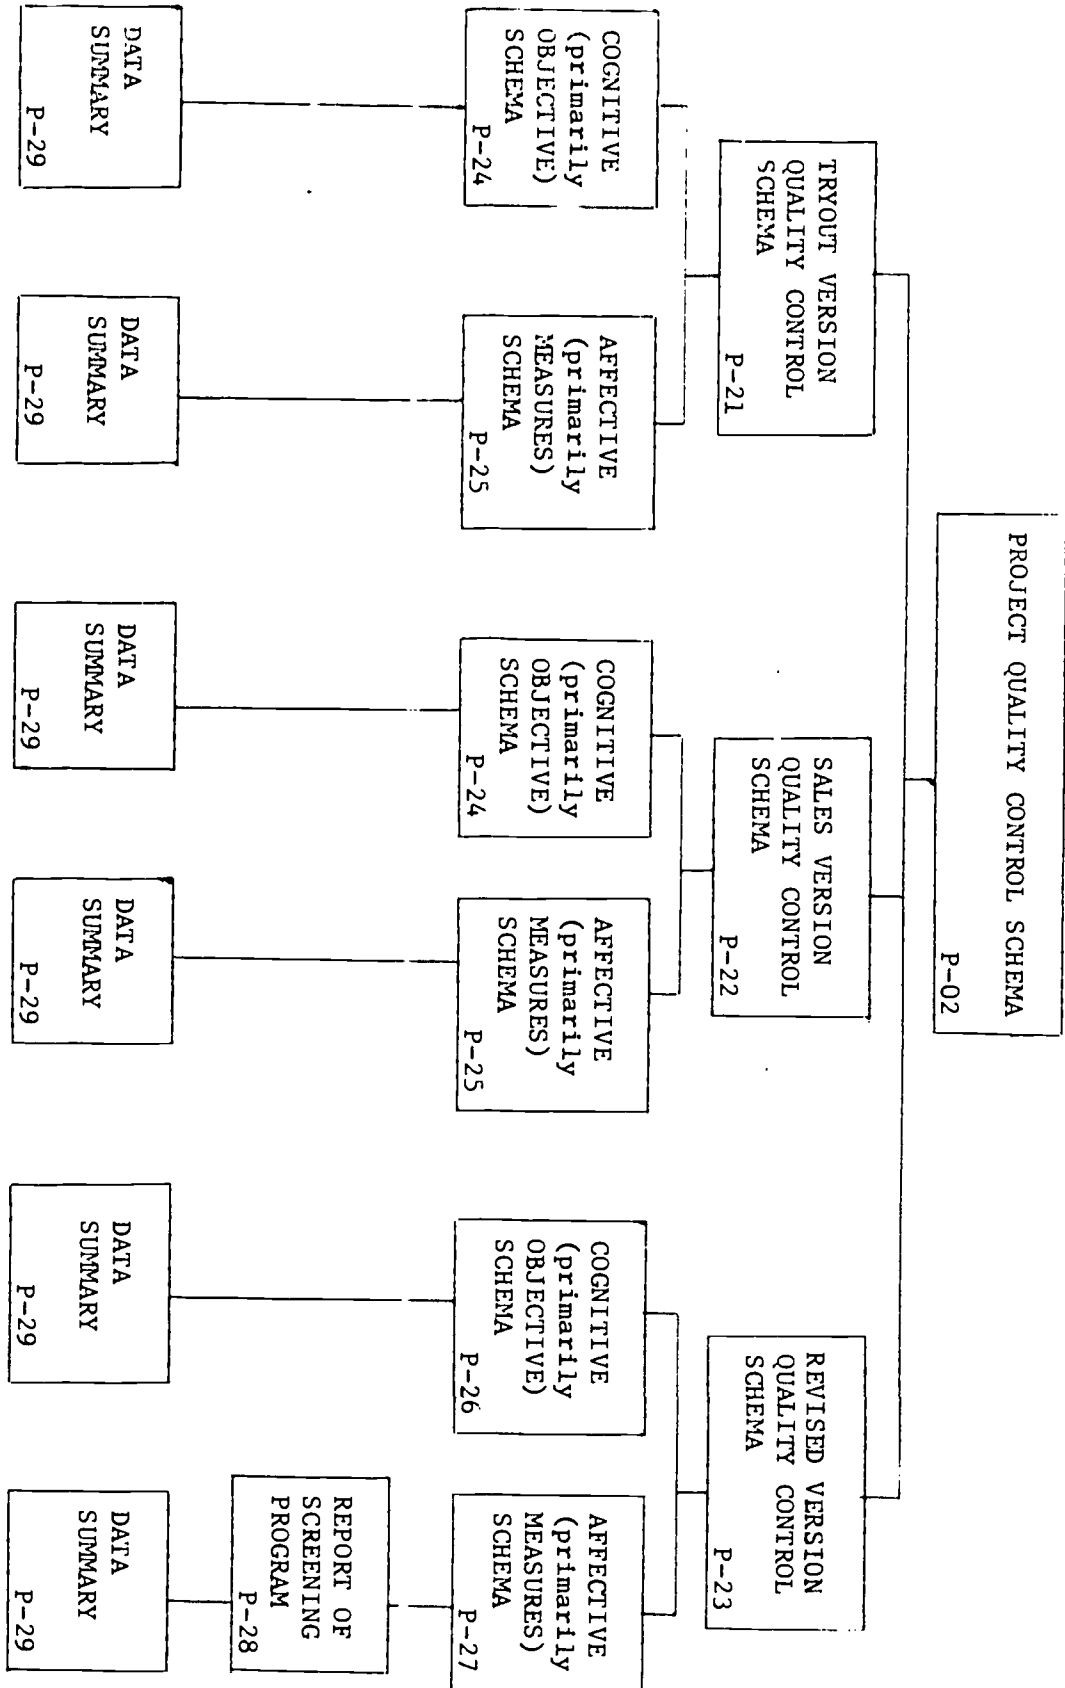 PROJECT QUALITY CONTROL SCHEMA
P-02
TRYOUT VERSION
QUALITY CONTROL
SCHEMA
P-21
SALES VERSION
QUALITY CONTROL
SCHEMA
P-22
REVISED VERSION
QUALITY CONTROL
SCHEMA
P-23
COGNITIVE
(primarily
OBJECTIVE)
SCHEMA
P-24
AFFECTIVE
(primarily
MEASURES)
SCHEMA
P-25
COGNITIVE
(primarily
OBJECTIVE)
SCHEMA
P-24
AFFECTIVE
(primarily
MEASURES)
SCHEMA
P-25
COGNITIVE
(primarily
OBJECTIVE)
SCHEMA
P-26
AFFECTIVE
(primarily
MEASURES)
SCHEMA
P-27
REPORT OF
SCREENING
PROGRAM
P-28
DATA
SUMMARY
P-29
DATA
SUMMARY
P-29
DATA
SUMMARY
P-29
DATA
SUMMARY
P-29
DATA
SUMMARY
P-29
DATA
SUMMARY
P-29